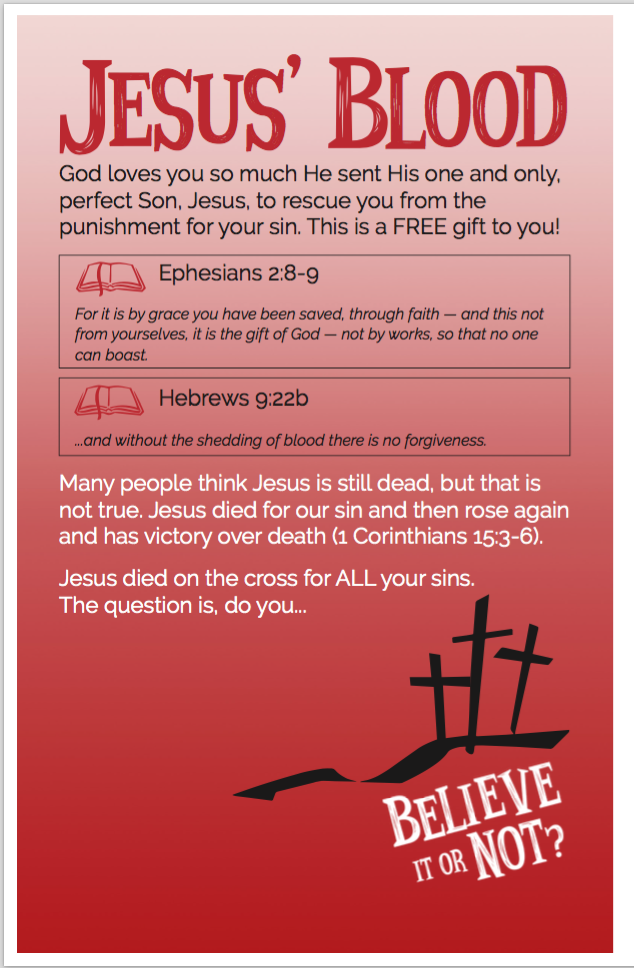 JESUS’ BLOOD
God loves you so much He sent His one and only,
perfect Son, Jesus, to rescue you from the
punishment for your sin. This is a FREE gift to you!
Ephesians 2:8-9
For it is by grace you have been saved, through faith — and this not
from yourselves, it is the gift of God — not by works, so that no one
can boast.
Hebrews 9:22b
...and without the shedding of blood there is no forgiveness.
Many people think Jesus is still dead, but that is
not true. Jesus died for our sin and then rose again
and has victory over death (1 Corinthians 15:3-6).
Jesus died on the cross for ALL your sins.
The question is, do you...
BELIEVE
IT OR NOT?